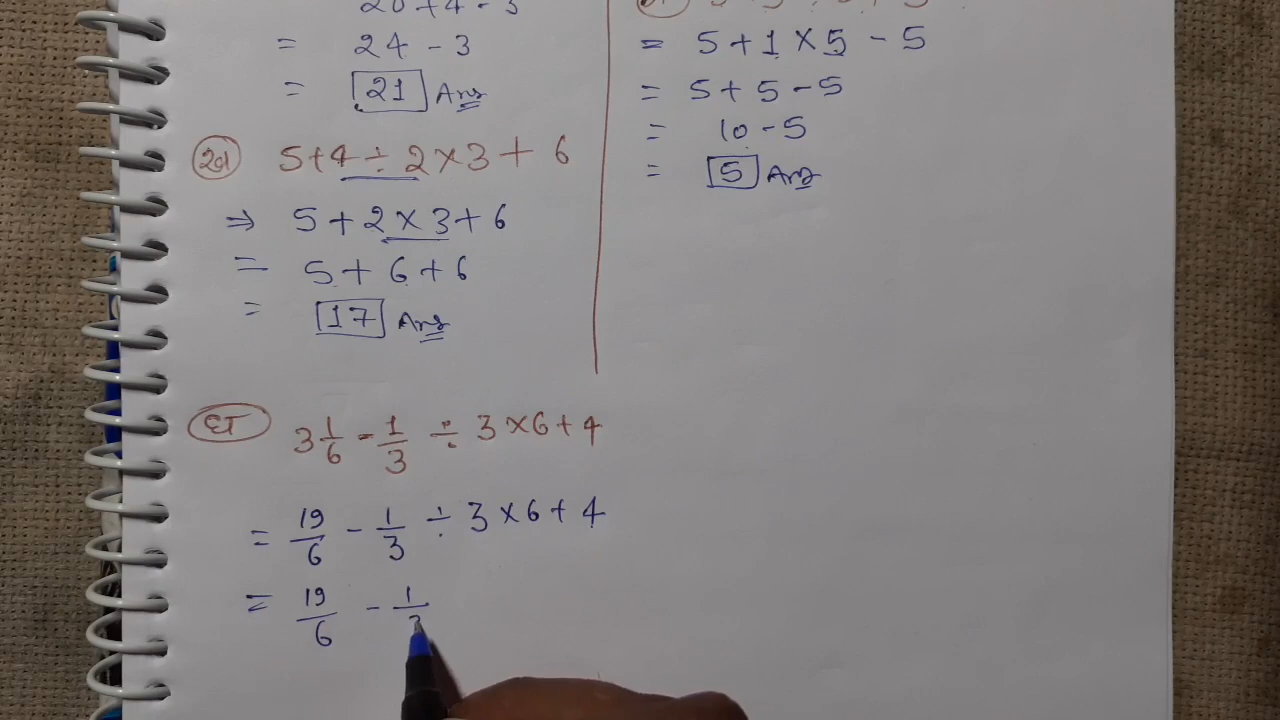 20 + 4 - 3
= 24 - 3
= 21 Ans
5 + 4 ÷ 2 × 3 + 6
⇒ 5 + 2 × 3 + 6
= 5 + 6 + 6
= 17 Ans
= 5 + 1 × 5 - 5
= 5 + 5 - 5
= 10 - 5
= 5 Ans
3 1/6 - 1/3 ÷ 3 × 6 + 4
= 19/6 - 1/3 ÷ 3 × 6 + 4
= 19/6 - 1/3